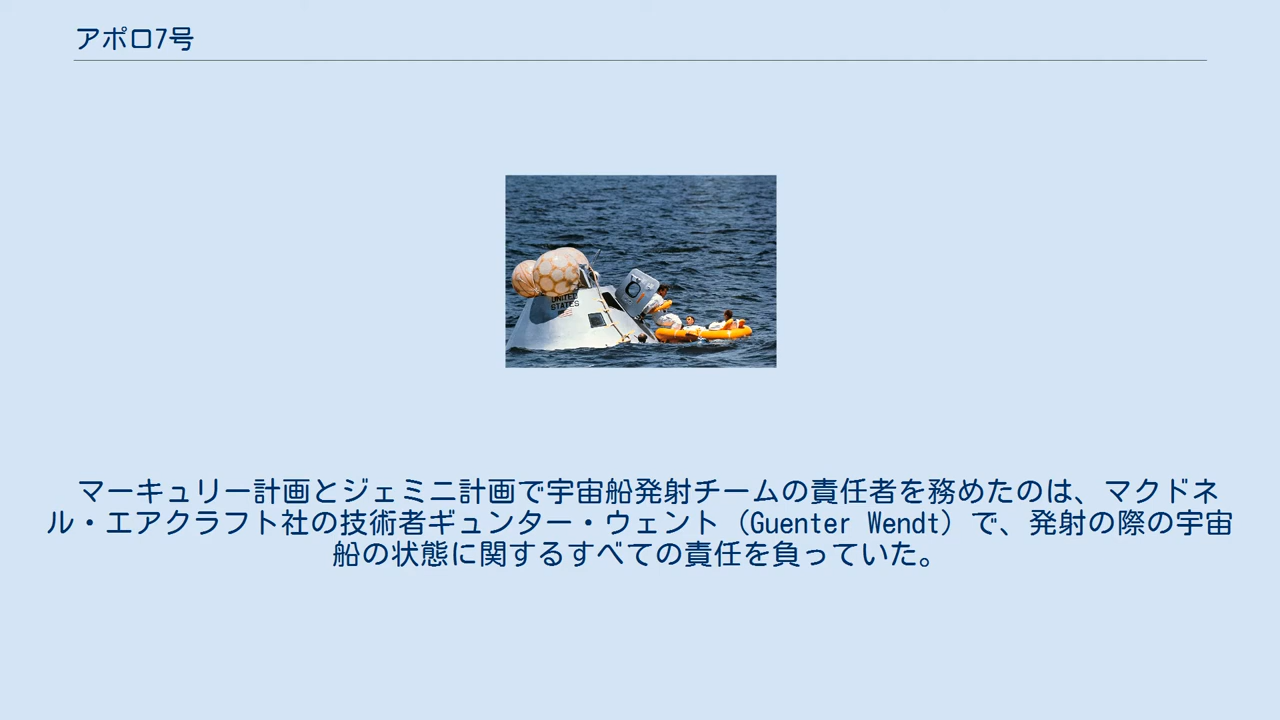 アポロ7号
UNITED
STATES
マーキュリー計画とジェミニ計画で宇宙船発射チームの責任者を務めたのは、マクドネ
ル・エアクラフト社の技術者ギュンター・ウェント（Guenter Wendt）で、発射の際の宇宙
船の状態に関するすべての責任を負っていた。